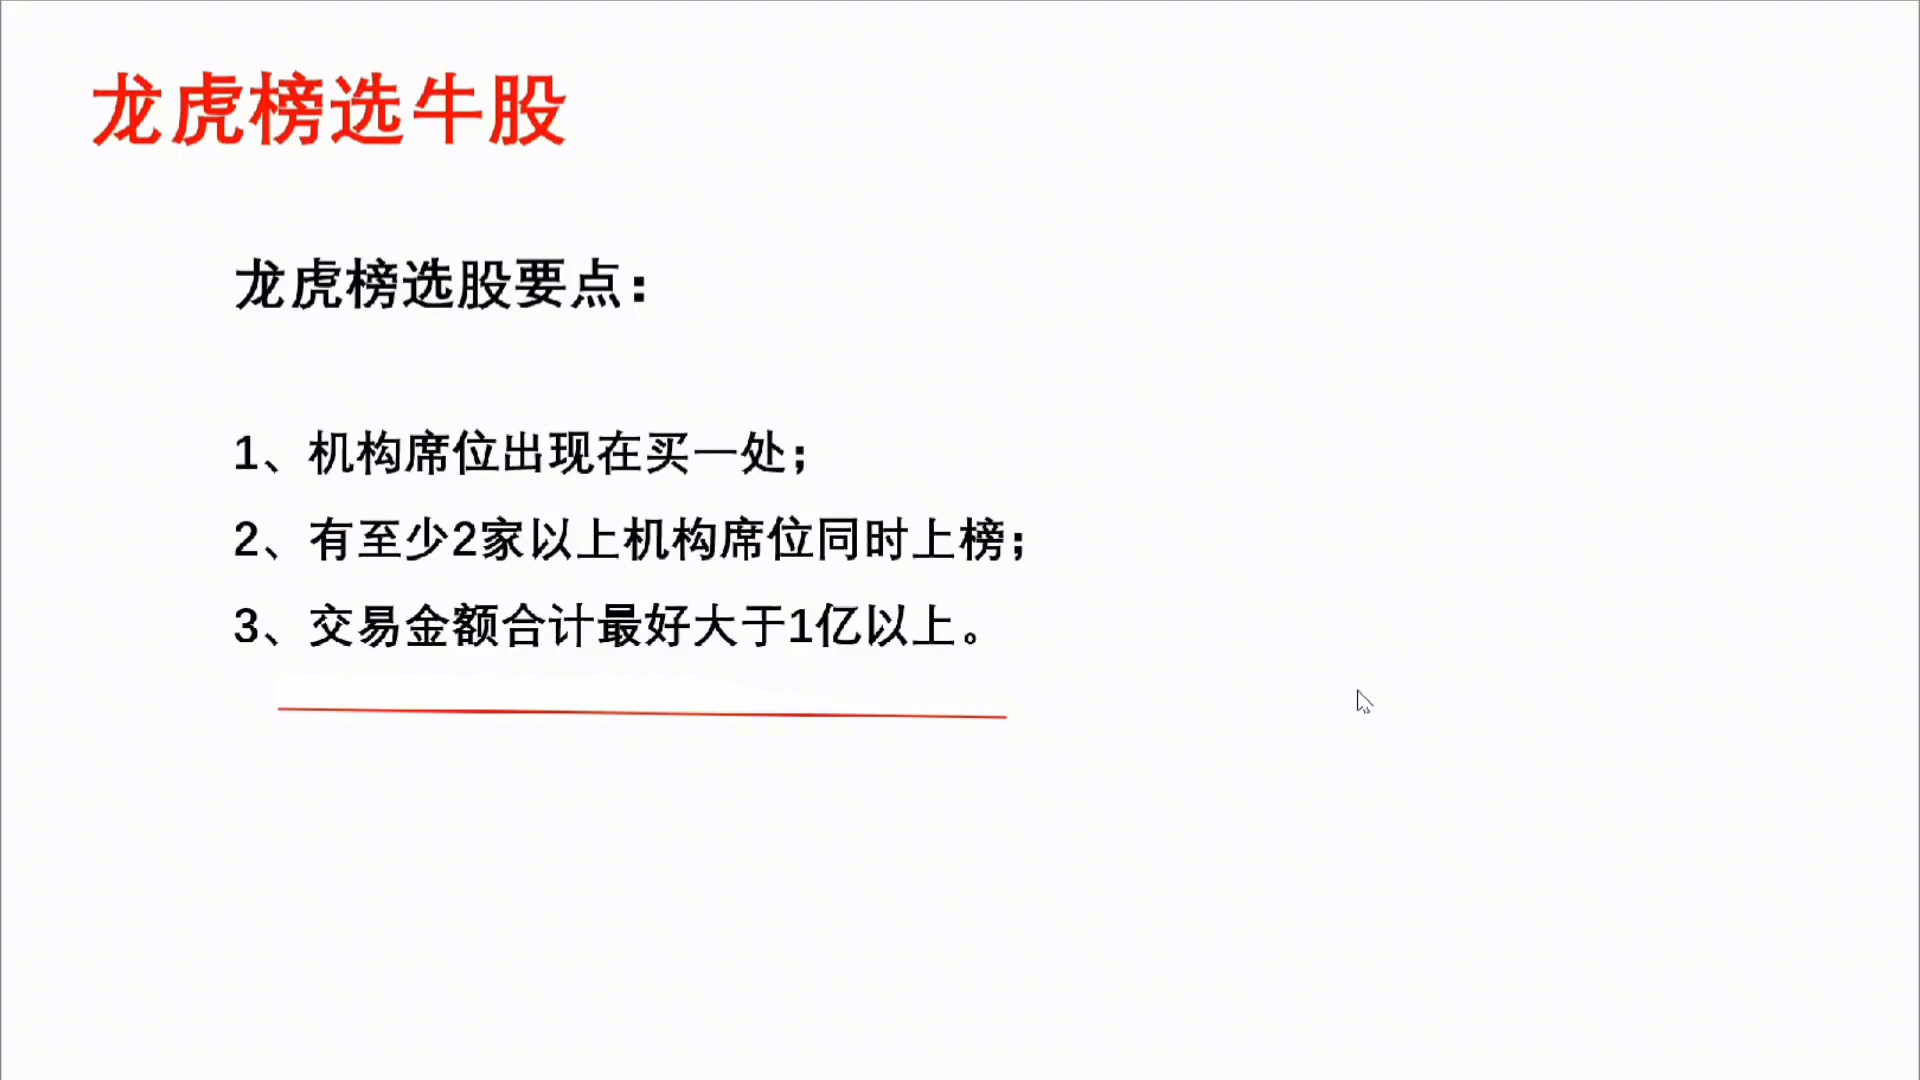 龙虎榜选牛股
龙虎榜选股要点：
1、机构席位出现在买一处；
2、有至少2家以上机构席位同时上榜；
3、交易金额合计最好大于1亿以上。